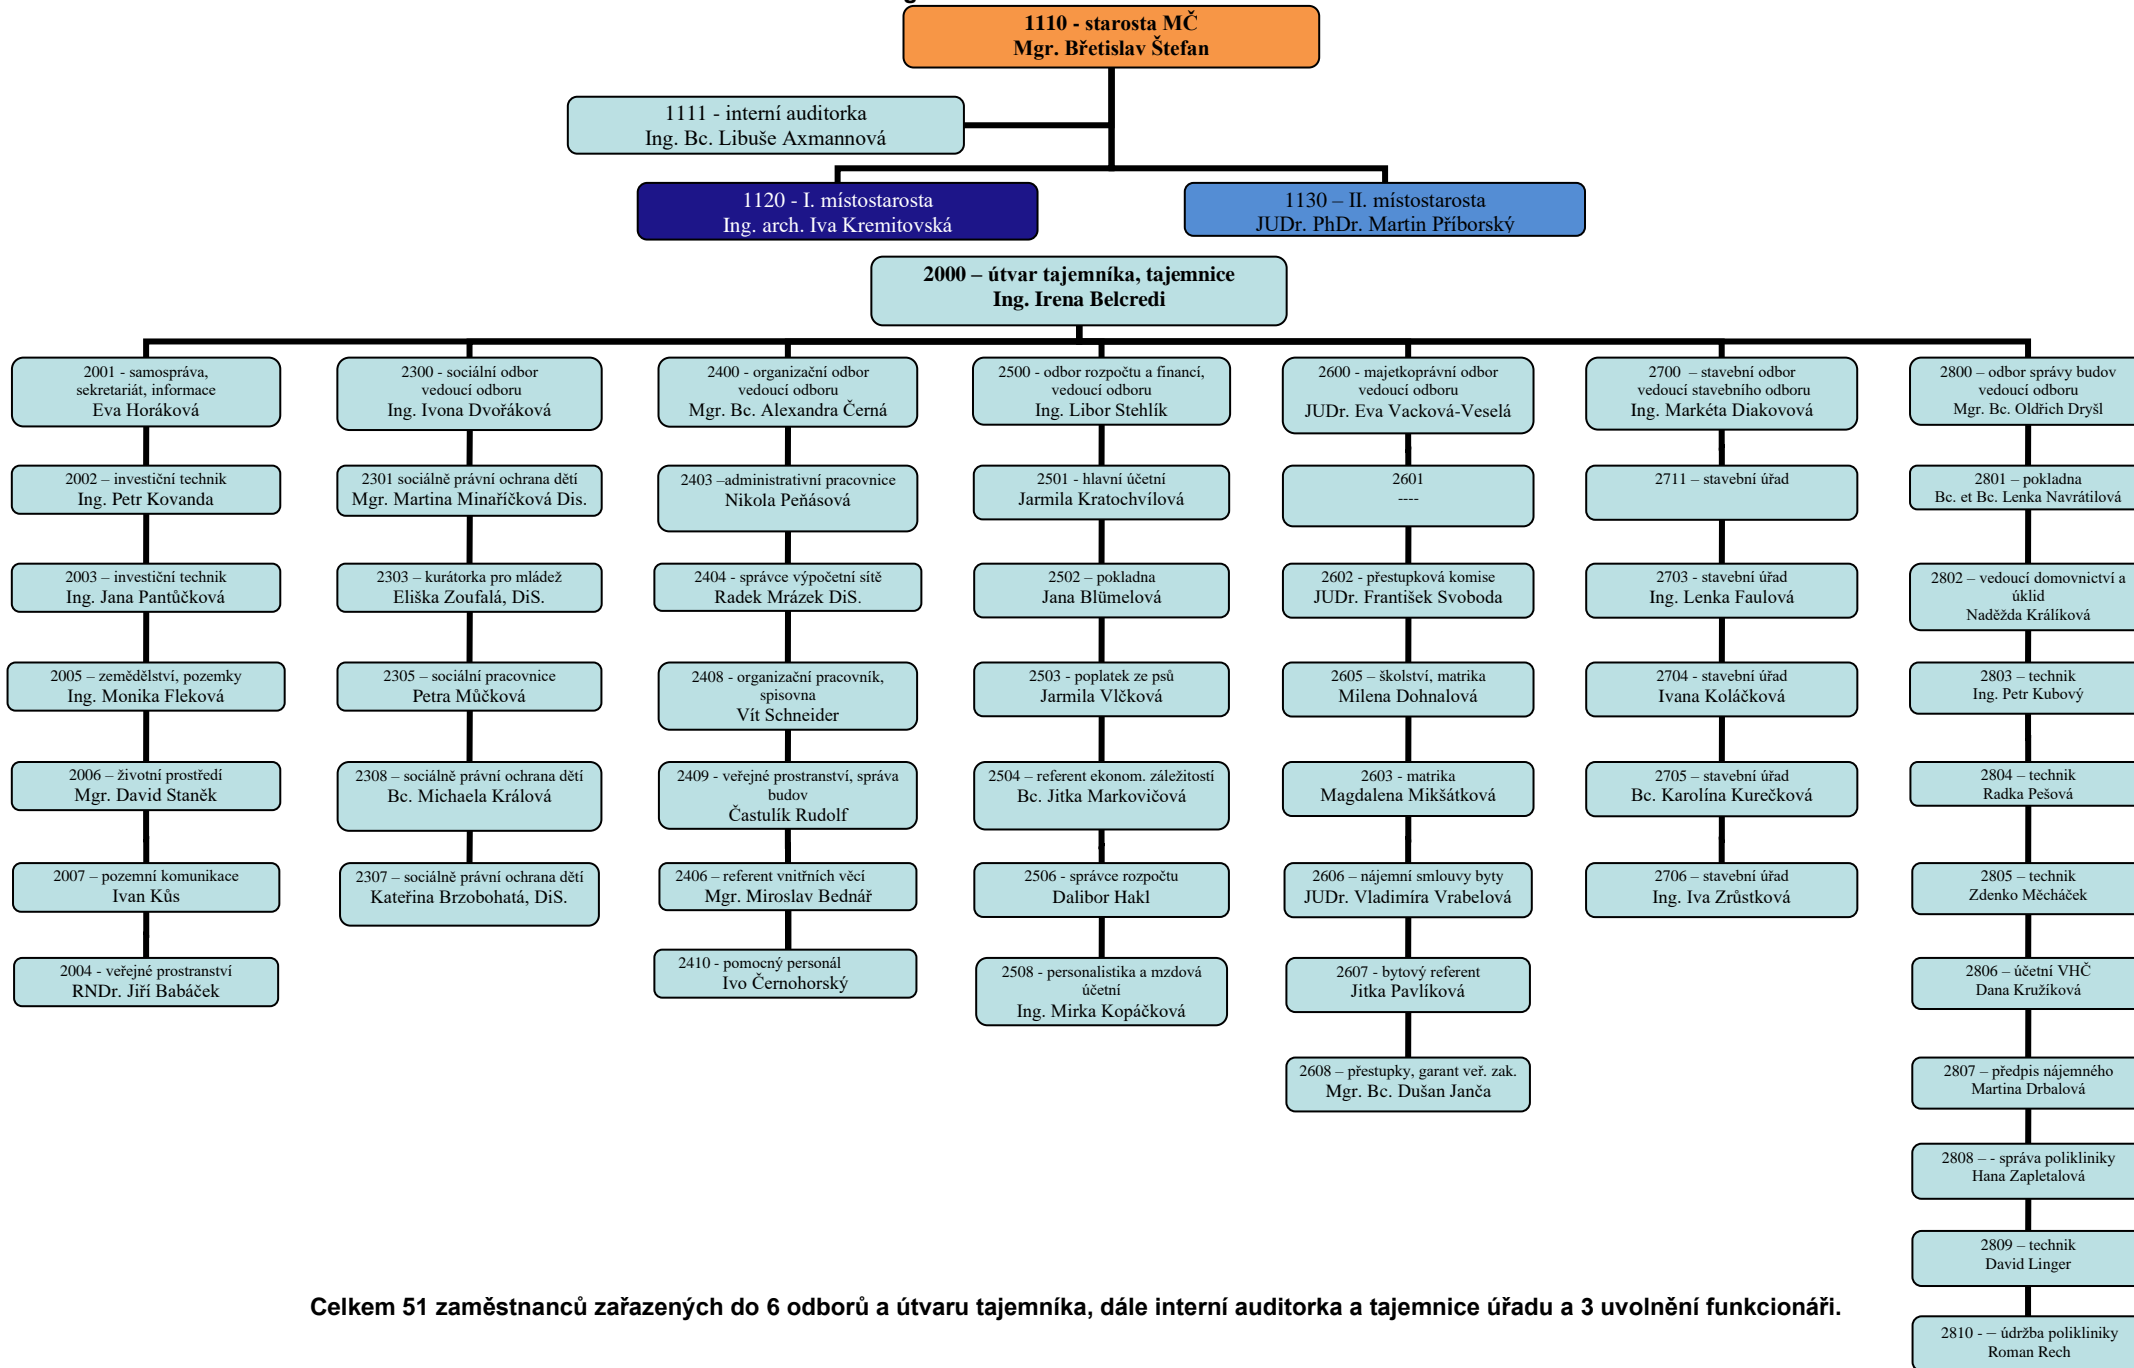 1110 - starosta MČ
Mgr. Břetislav Štefan
1111 - interní auditorka
Ing. Bc. Libuše Axmannová
1120 - I. místostarosta
Ing. arch. Iva Kremitovská
1130 – II. místostarosta
JUDr. PhDr. Martin Příborský
2000 – útvar tajemníka, tajemnice
Ing. Irena Belcredi
2001 - samospráva,
sekretariát, informace
Eva Horáková
2002 – investiční technik
Ing. Petr Kovanda
2003 – investiční technik
Ing. Jana Pantůčková
2005 – zemědělství, pozemky
Ing. Monika Fleková
2006 – životní prostředí
Mgr. David Staněk
2007 – pozemní komunikace
Ivan Kůs
2004 - veřejné prostranství
RNDr. Jiří Babáček
2300 - sociální odbor
vedoucí odboru
Ing. Ivona Dvořáková
2301 sociálně právní ochrana dětí
Mgr. Martina Minaříčková Dis.
2303 – kurátorka pro mládež
Eliška Zoufalá, DiS.
2305 – sociální pracovnice
Petra Můčková
2308 – sociálně právní ochrana dětí
Bc. Michaela Králová
2307 – sociálně právní ochrana dětí
Kateřina Brzobohatá, DiS.
2400 - organizační odbor
vedoucí odboru
Mgr. Bc. Alexandra Černá
2403 –administrativní pracovnice
Nikola Peňásová
2404 - správce výpočetní sítě
Radek Mrázek DiS.
2408 - organizační pracovník,
spisovna
Vít Schneider
2409 - veřejné prostranství, správa
budov
Častulík Rudolf
2406 – referent vnitřních věcí
Mgr. Miroslav Bednář
2410 - pomocný personál
Ivo Černohorský
2500 - odbor rozpočtu a financí,
vedoucí odboru
Ing. Libor Stehlík
2501 - hlavní účetní
Jarmila Kratochvílová
2502 – pokladna
Jana Blümelová
2503 - poplatek ze psů
Jarmila Vlčková
2504 – referent ekonom. záležitostí
Bc. Jitka Markovičová
2506 - správce rozpočtu
Dalibor Hakl
2508 - personalistika a mzdová
účetní
Ing. Mirka Kopáčková
2600 - majetkoprávní odbor
vedoucí odboru
JUDr. Eva Vacková-Veselá
2601
----
2602 - přestupková komise
JUDr. František Svoboda
2605 – školství, matrika
Milena Dohnalová
2603 - matrika
Magdalena Mikšátková
2606 – nájemní smlouvy byty
JUDr. Vladimíra Vrabelová
2607 - bytový referent
Jitka Pavlíková
2608 – přestupky, garant veř. zak.
Mgr. Bc. Dušan Janča
2700 – stavební odbor
vedoucí stavebního odboru
Ing. Markéta Diakovová
2711 – stavební úřad
2703 - stavební úřad
Ing. Lenka Faulová
2704 - stavební úřad
Ivana Koláčková
2705 – stavební úřad
Bc. Karolína Kurečková
2706 – stavební úřad
Ing. Iva Zrůstková
2800 – odbor správy budov
vedoucí odboru
Mgr. Bc. Oldřich Dryšl
2801 – pokladna
Bc. et Bc. Lenka Navrátilová
2802 – vedoucí domovnictví a
úklid
Naděžda Králíková
2803 – technik
Ing. Petr Kubový
2804 – technik
Radka Pešová
2805 – technik
Zdenko Měcháček
2806 – účetní VHČ
Dana Kružíková
2807 – předpis nájemného
Martina Drbalová
2808 – - správa polikliniky
Hana Zapletalová
2809 – technik
David Linger
2810 - – údržba polikliniky
Roman Rech
Celkem 51 zaměstnanců zařazených do 6 odborů a útvaru tajemníka, dále interní auditorka a tajemnice úřadu a 3 uvolnění funkcionáři.